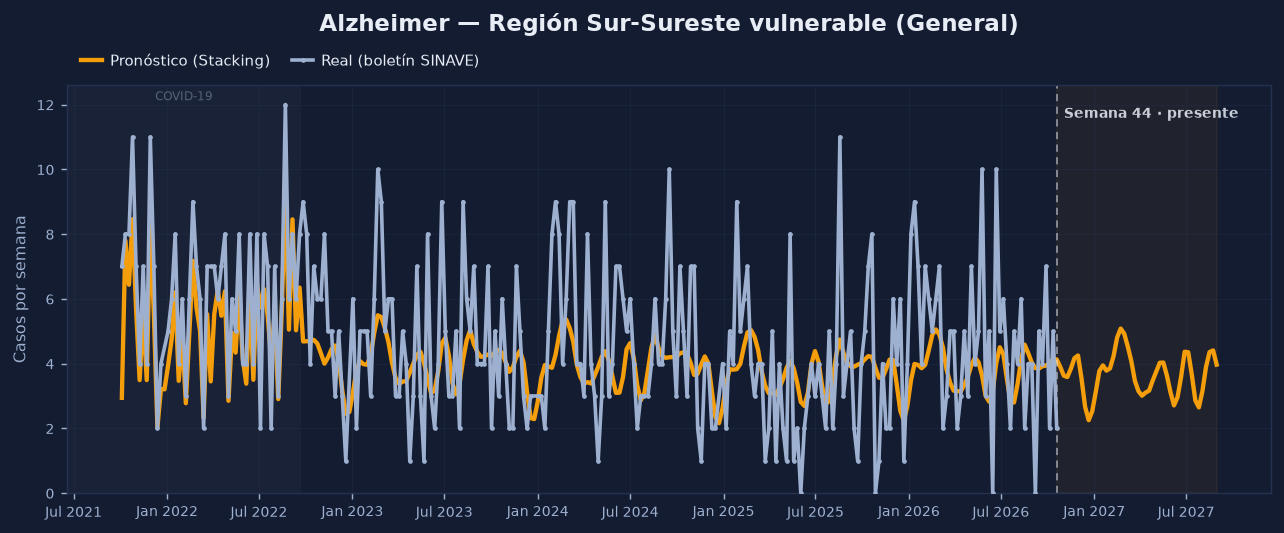 Alzheimer — Región Sur-Sureste vulnerable (General)
Pronóstico (Stacking) Real (boletín SINAVE)
COVID-19
Semana 44 · presente
Casos por semana
12
10
8
6
4
2
0
Jul 2021 Jan 2022 Jul 2022 Jan 2023 Jul 2023 Jan 2024 Jul 2024 Jan 2025 Jul 2025 Jan 2026 Jul 2026 Jan 2027 Jul 2027